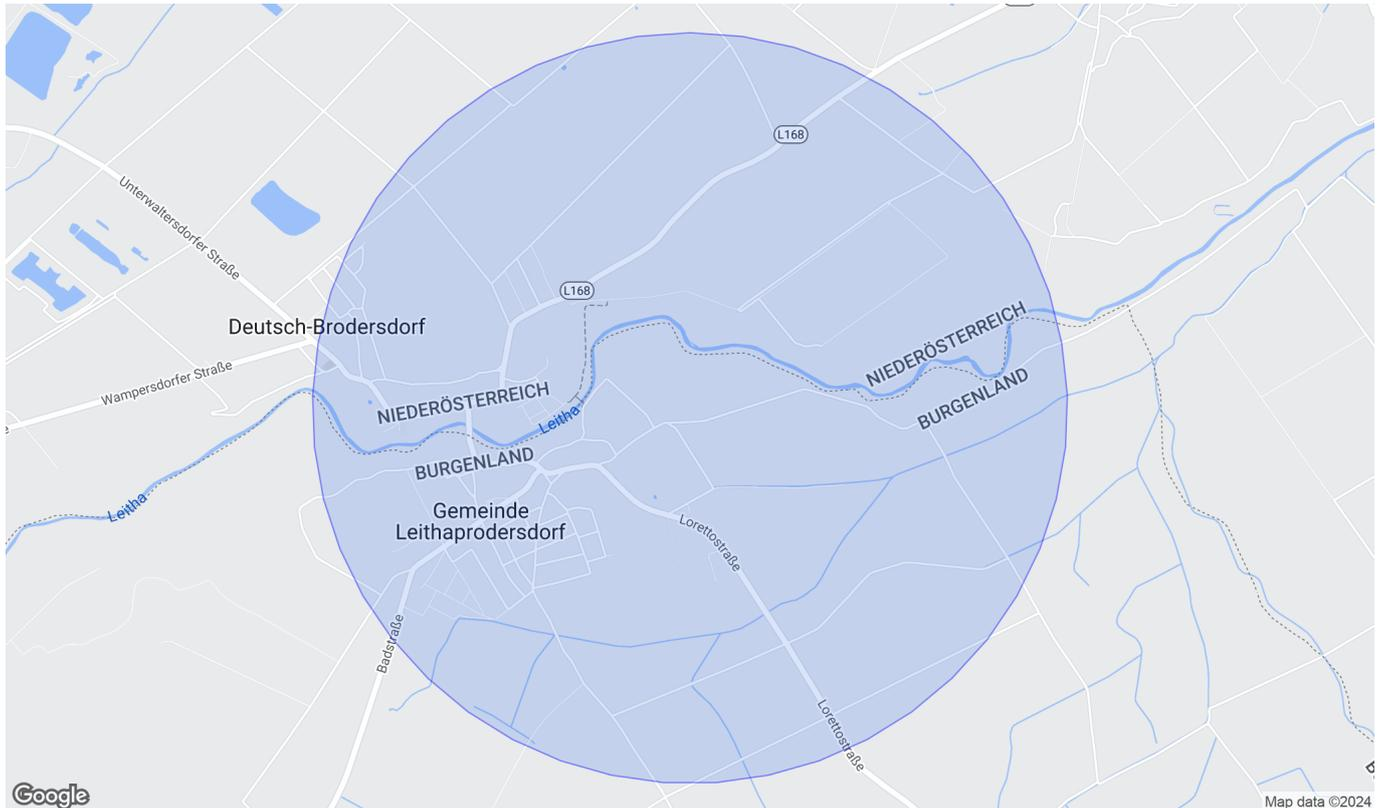 L168
Unterwaltersdorfer Straße
L168
Deutsch-Brodersdorf
NIEDERÖSTERREICH
Wampersdorfer Straße
NIEDERÖSTERREICH
BURGENLAND
Leitha
BURGENLAND
Leitha
Gemeinde
Leithaprodersdorf
Lorettostraße
Badstraße
Lorettostraße
Google
Map data ©2024